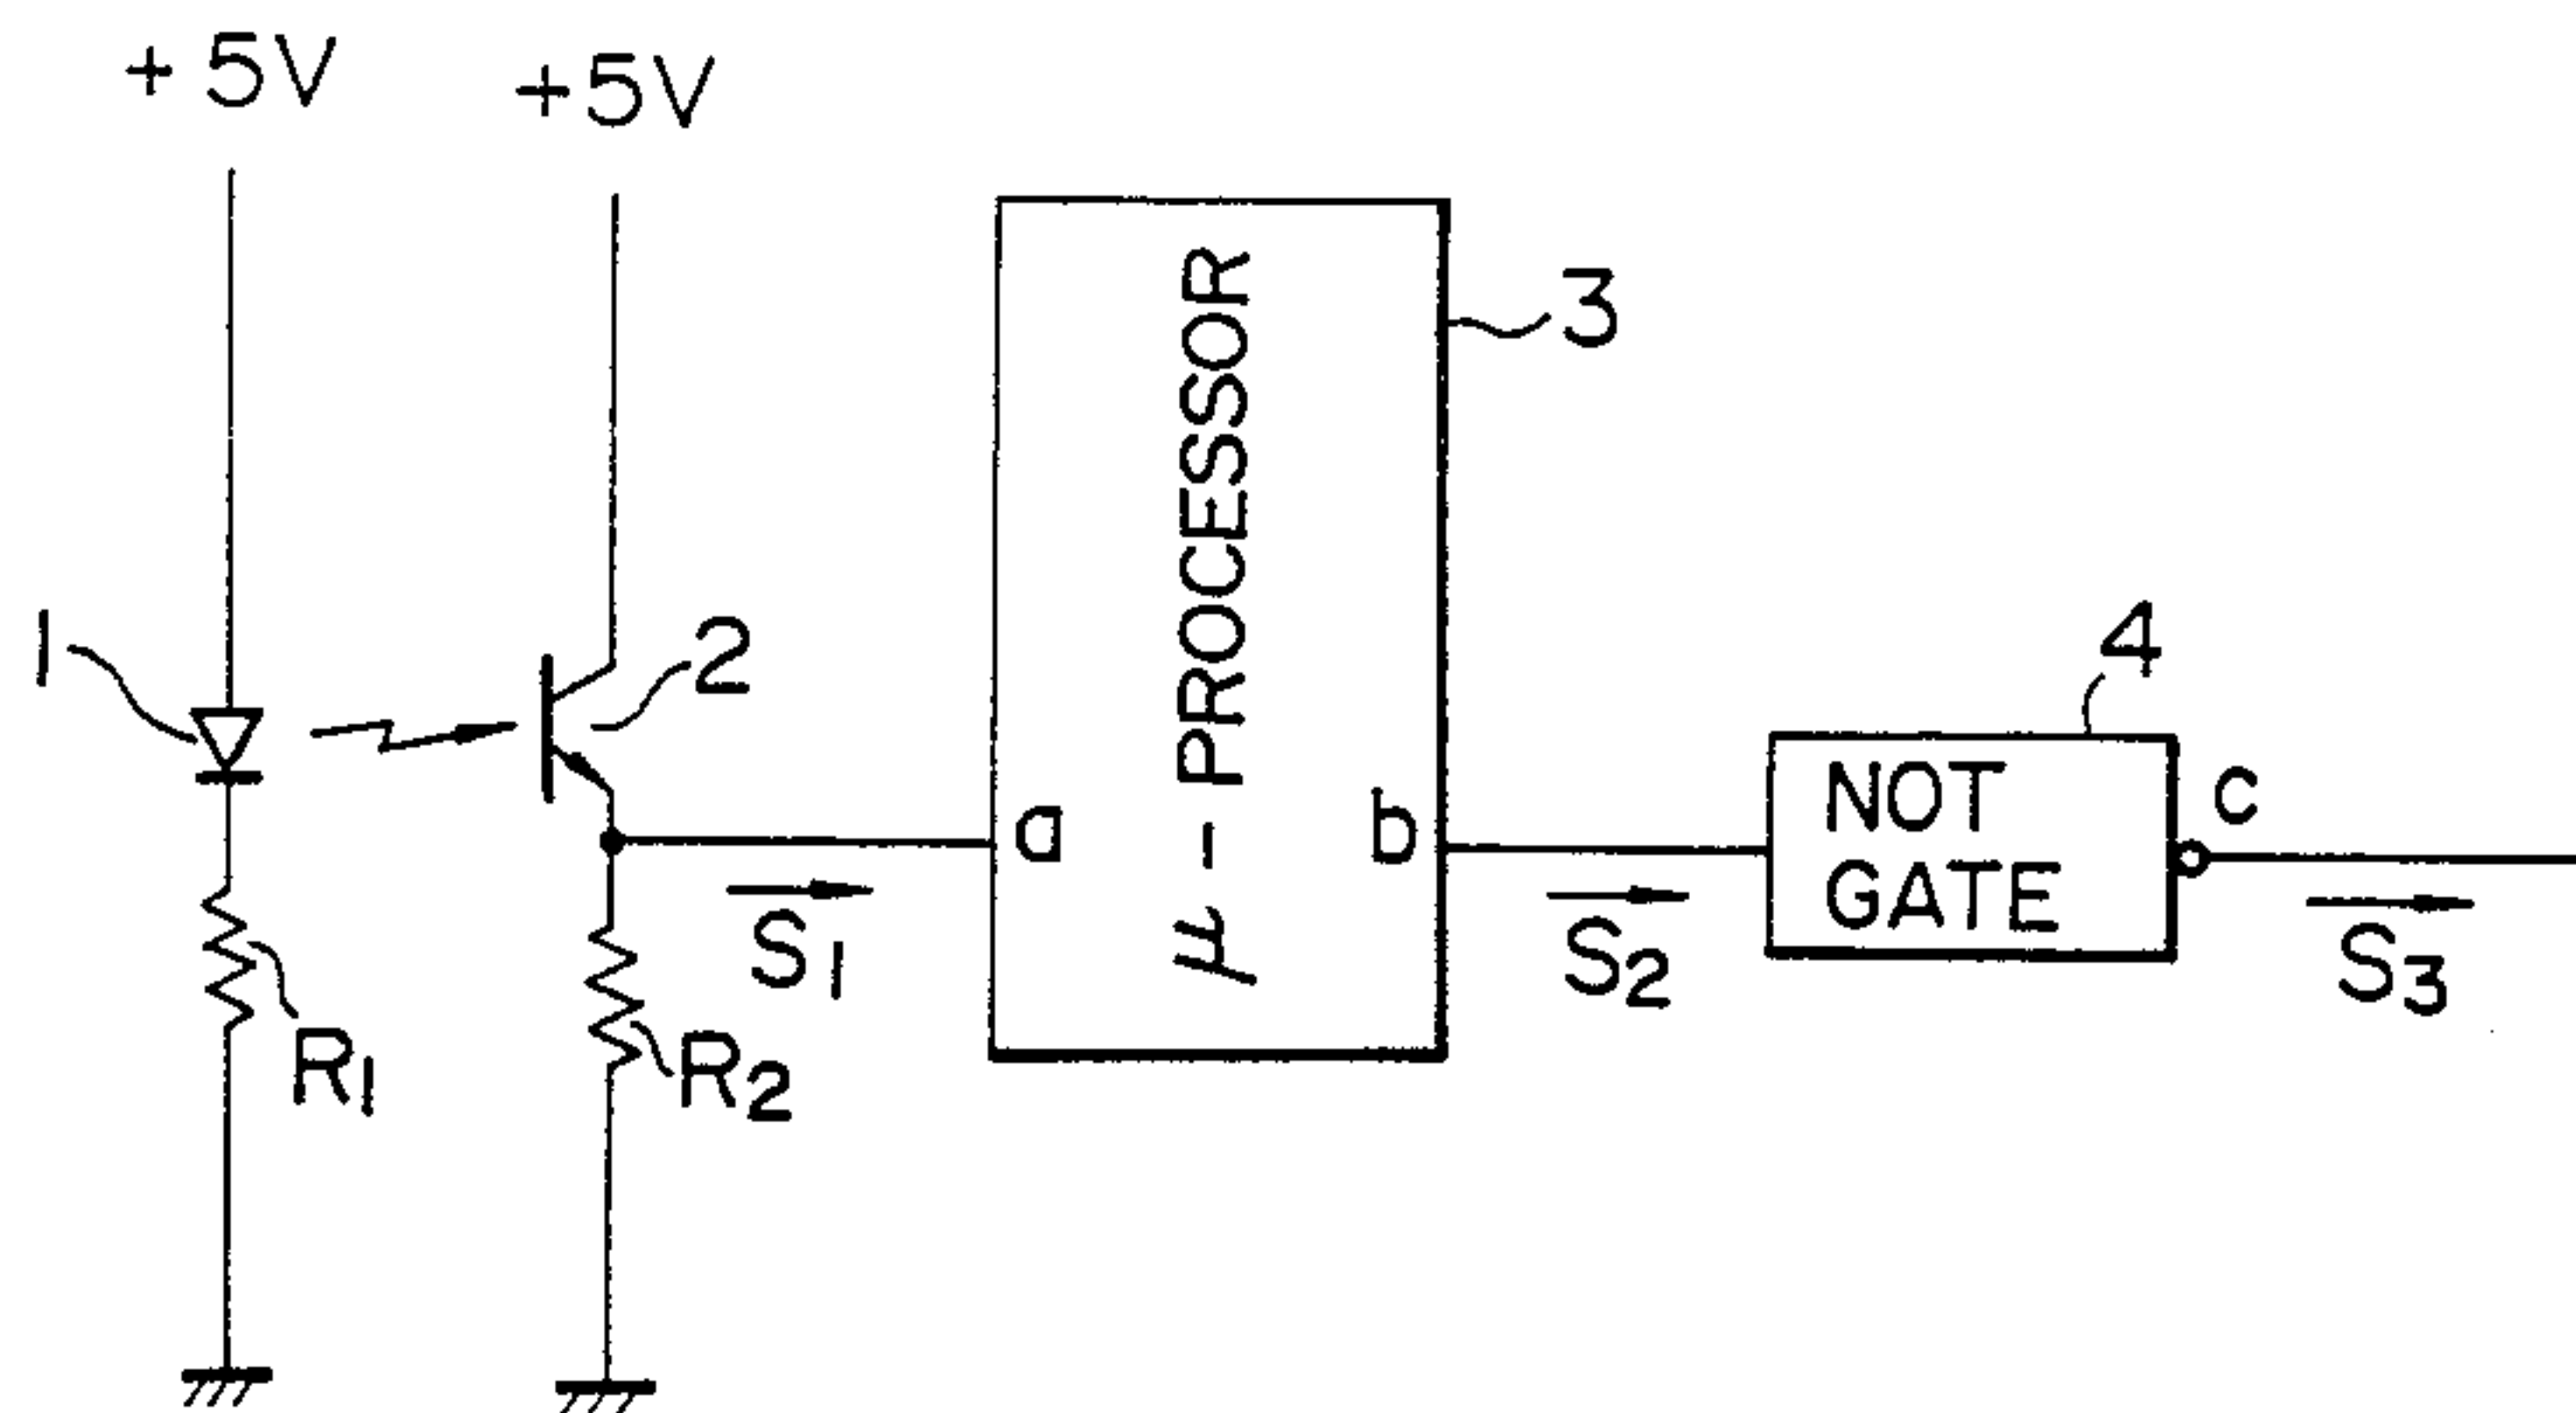 +5V
+5V
1
2
3
4
a
μ-PROCESSOR
b
NOT
GATE
c
S1
S2
S3
R1
R2